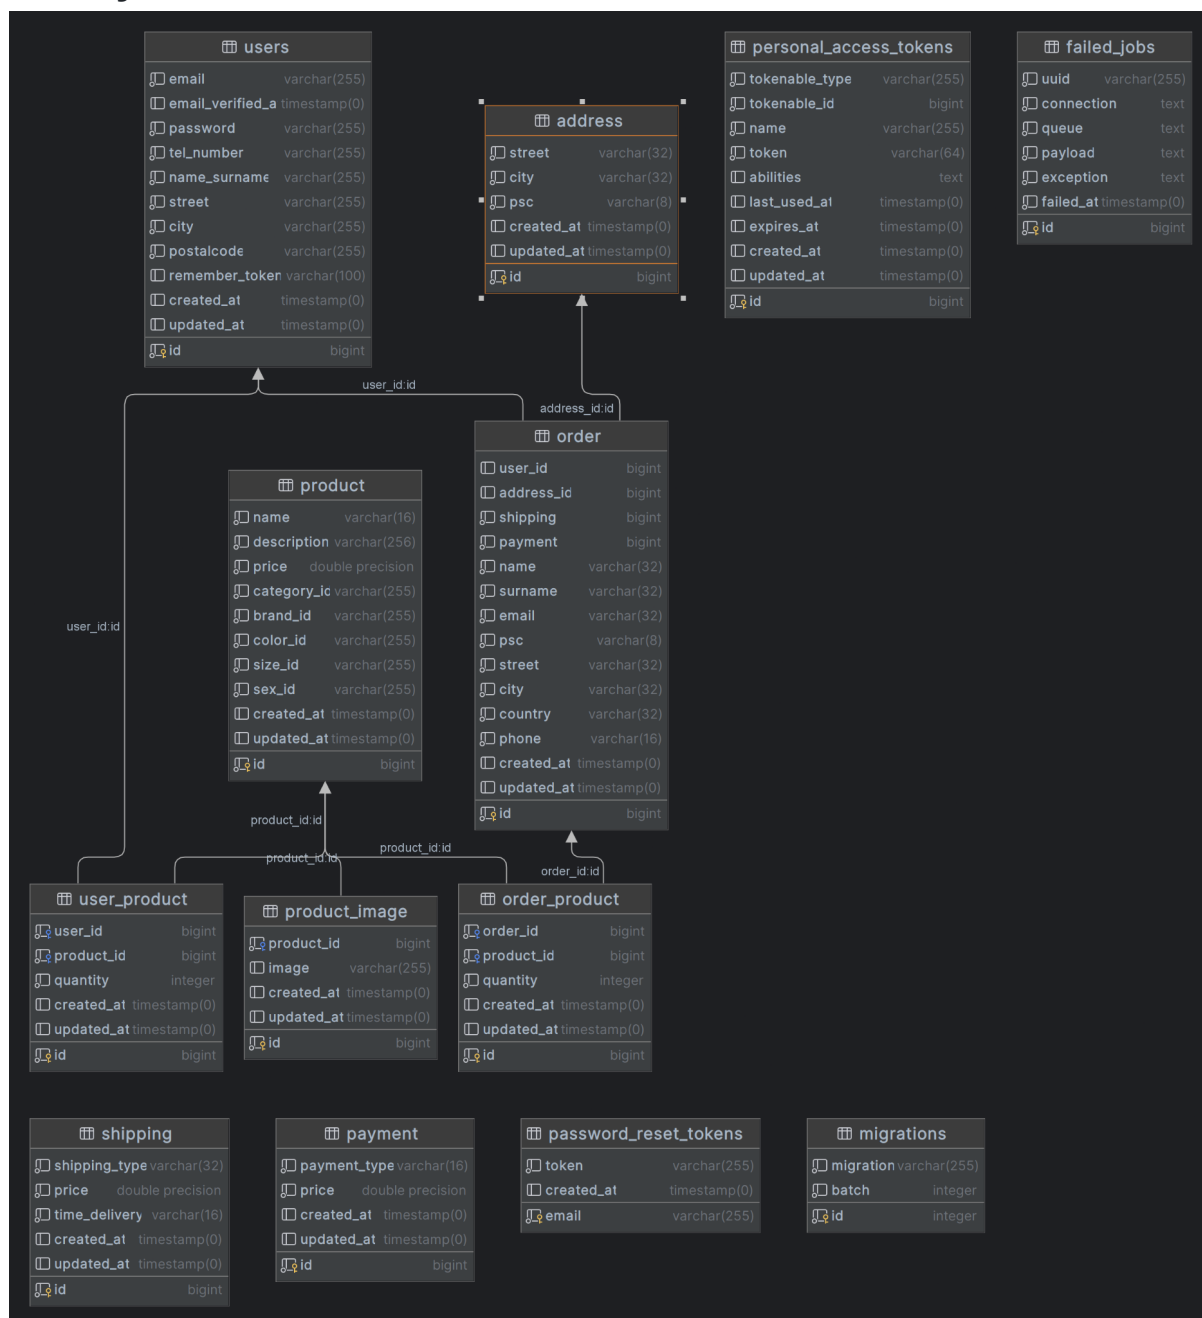 users
email varchar(255)
email_verified_a timestamp(0)
password varchar(255)
tel_number varchar(255)
name_surname varchar(255)
street varchar(255)
city varchar(255)
postalcode varchar(255)
remember_token varchar(100)
created_at timestamp(0)
updated_at timestamp(0)
id bigint
address
street varchar(32)
city varchar(32)
psc varchar(8)
created_at timestamp(0)
updated_at timestamp(0)
id bigint
personal_access_tokens
tokenable_type varchar(255)
tokenable_id bigint
name varchar(255)
token varchar(64)
abilities text
last_used_at timestamp(0)
expires_at timestamp(0)
created_at timestamp(0)
updated_at timestamp(0)
id bigint
failed_jobs
uuid varchar(255)
connection text
queue text
payload text
exception text
failed_at timestamp(0)
id bigint
user_id:id
address_id:id
user_id:id
product
name varchar(16)
description varchar(256)
price double precision
category_id varchar(255)
brand_id varchar(255)
color_id varchar(255)
size_id varchar(255)
sex_id varchar(255)
created_at timestamp(0)
updated_at timestamp(0)
id bigint
order
user_id bigint
address_id bigint
shipping bigint
payment bigint
name varchar(32)
surname varchar(32)
email varchar(32)
psc varchar(8)
street varchar(32)
city varchar(32)
country varchar(32)
phone varchar(16)
created_at timestamp(0)
updated_at timestamp(0)
id bigint
product_id:id
product_id:id
product_id:id
order_id:id
user_product
user_id bigint
product_id bigint
quantity integer
created_at timestamp(0)
updated_at timestamp(0)
id bigint
product_image
product_id bigint
image varchar(255)
created_at timestamp(0)
updated_at timestamp(0)
id bigint
order_product
order_id bigint
product_id bigint
quantity integer
created_at timestamp(0)
updated_at timestamp(0)
id bigint
shipping
shipping_type varchar(32)
price double precision
time_delivery varchar(16)
created_at timestamp(0)
updated_at timestamp(0)
id bigint
payment
payment_type varchar(16)
price double precision
created_at timestamp(0)
updated_at timestamp(0)
id bigint
password_reset_tokens
token varchar(255)
created_at timestamp(0)
email varchar(255)
migrations
migration varchar(255)
batch integer
id integer